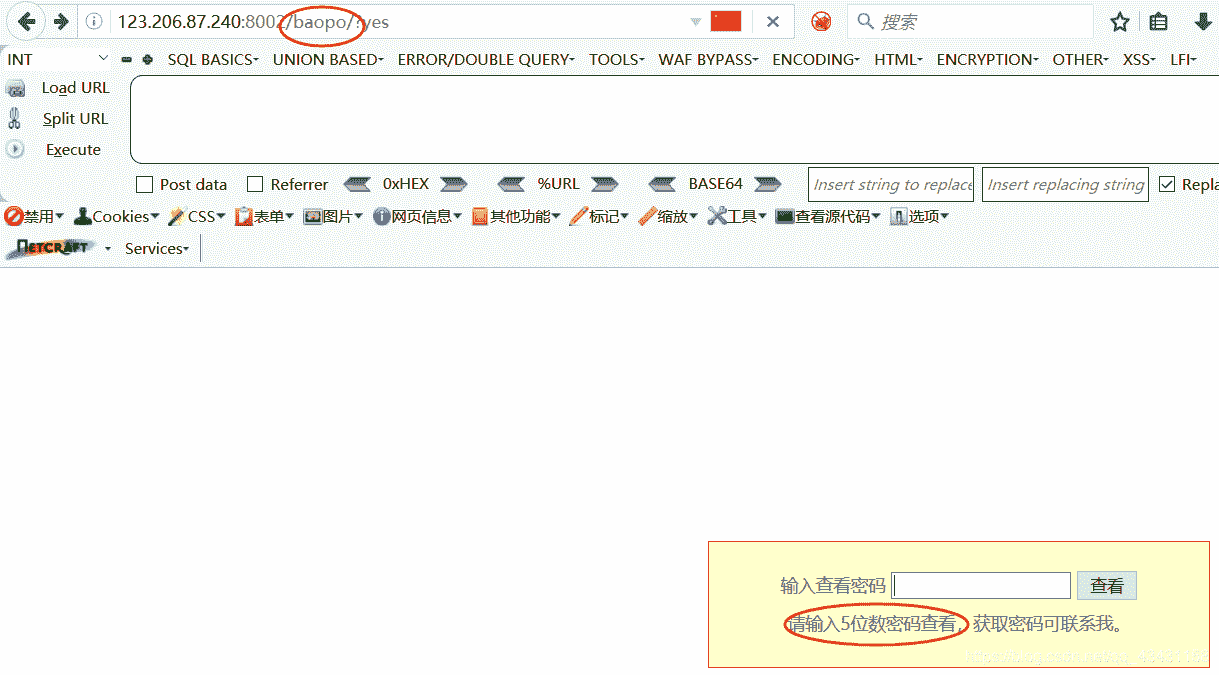 123.206.87.240:8002/baopo/?yes 搜索
INT SQL BASICS UNION BASED ERROR/DOUBLE QUERY TOOLS WAF BYPASS ENCODING HTML ENCRYPTION OTHER XSS LFI
Load URL
Split URL
Execute
Post data Referrer 0xHEX %URL BASE64 Insert string to replace Insert replacing string Repla
禁用 Cookies CSS 表单 图片 网页信息 其他功能 标记 缩放 工具 查看源代码 选项
NETCRAFT Services
输入查看密码 查看
请输入5位数密码查看，获取密码可联系我。